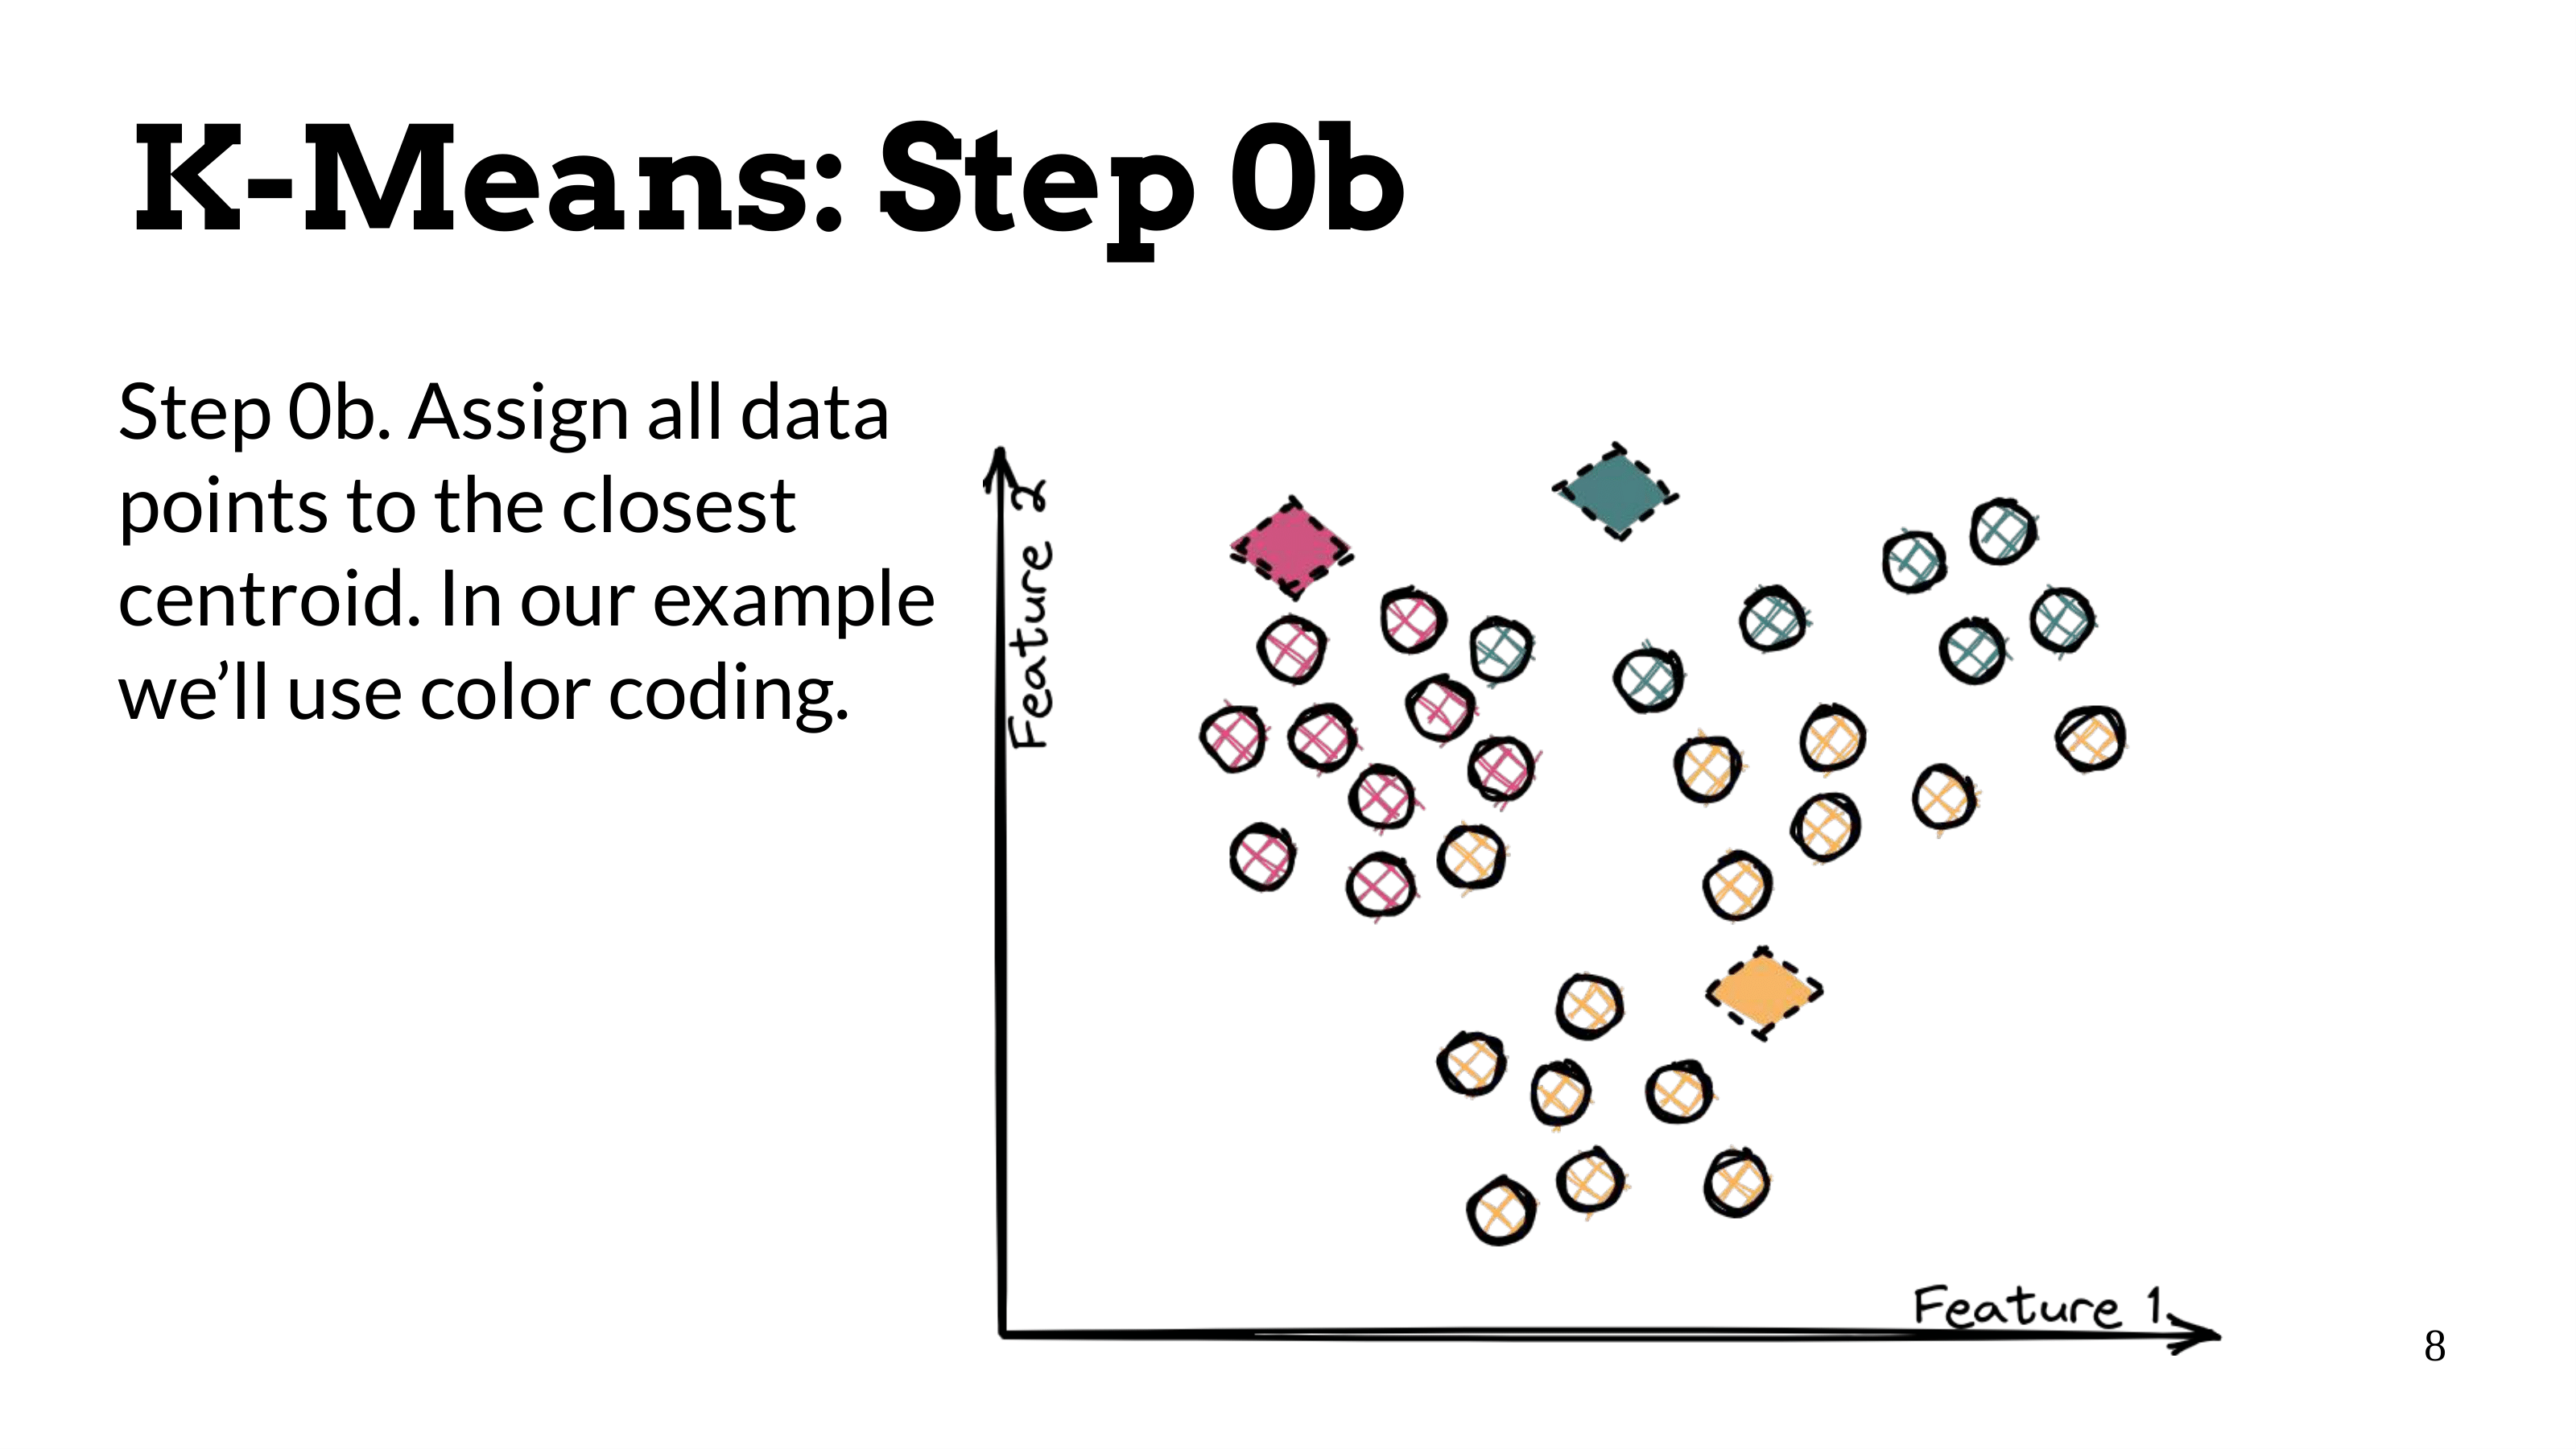 K-Means: Step 0b
Step 0b. Assign all data
points to the closest
centroid. In our example
we’ll use color coding.
Feature 2
Feature 1
8